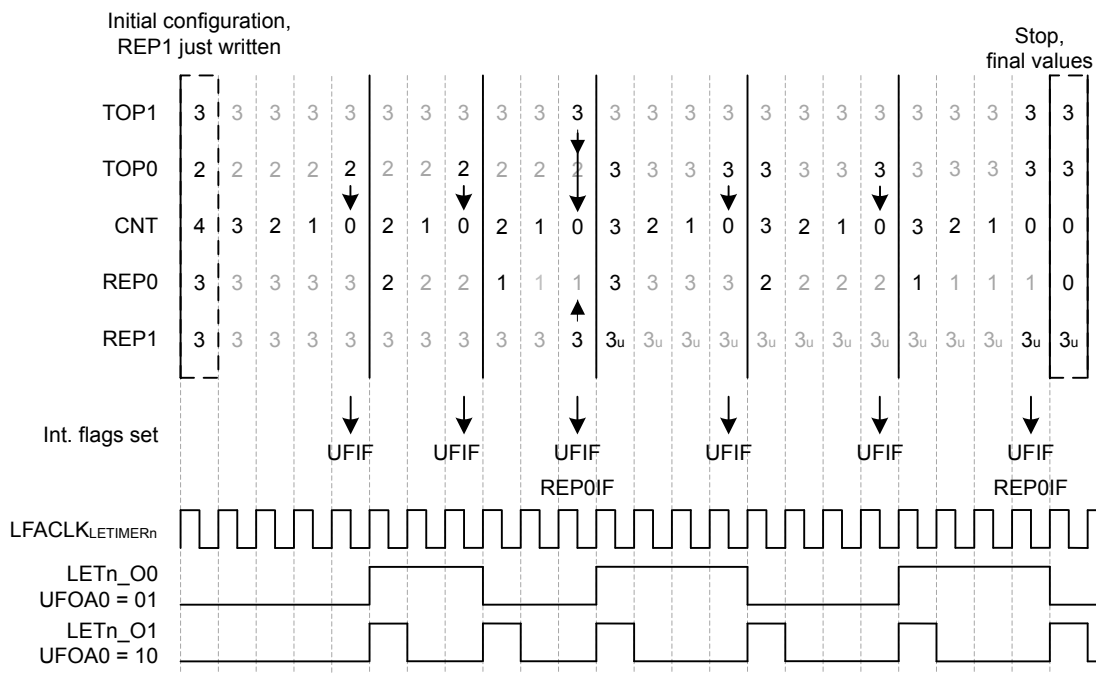 Initial configuration,
REP1 just written
Stop,
final values
TOP1 3 3 3 3 3 3 3 3 3 3 3 3 3 3 3 3 3 3 3 3 3 3 3 3
TOP0 2 2 2 2 2 2 2 2 2 2 2 3 3 3 3 3 3 3 3 3 3 3 3 3
CNT 4 3 2 1 0 2 1 0 2 1 0 3 2 1 0 3 2 1 0 3 2 1 0 0
REP0 3 3 3 3 3 2 2 2 1 1 1 3 3 3 3 2 2 2 2 1 1 1 1 0
REP1 3 3 3 3 3 3 3 3 3 3 3 3u 3u 3u 3u 3u 3u 3u 3u 3u 3u 3u 3u 3u
Int. flags set
UFIF UFIF UFIF UFIF UFIF UFIF
REP0IF REP0IF
LFACLKLETIMERn
LETn_O0
UFOA0 = 01
LETn_O1
UFOA0 = 10